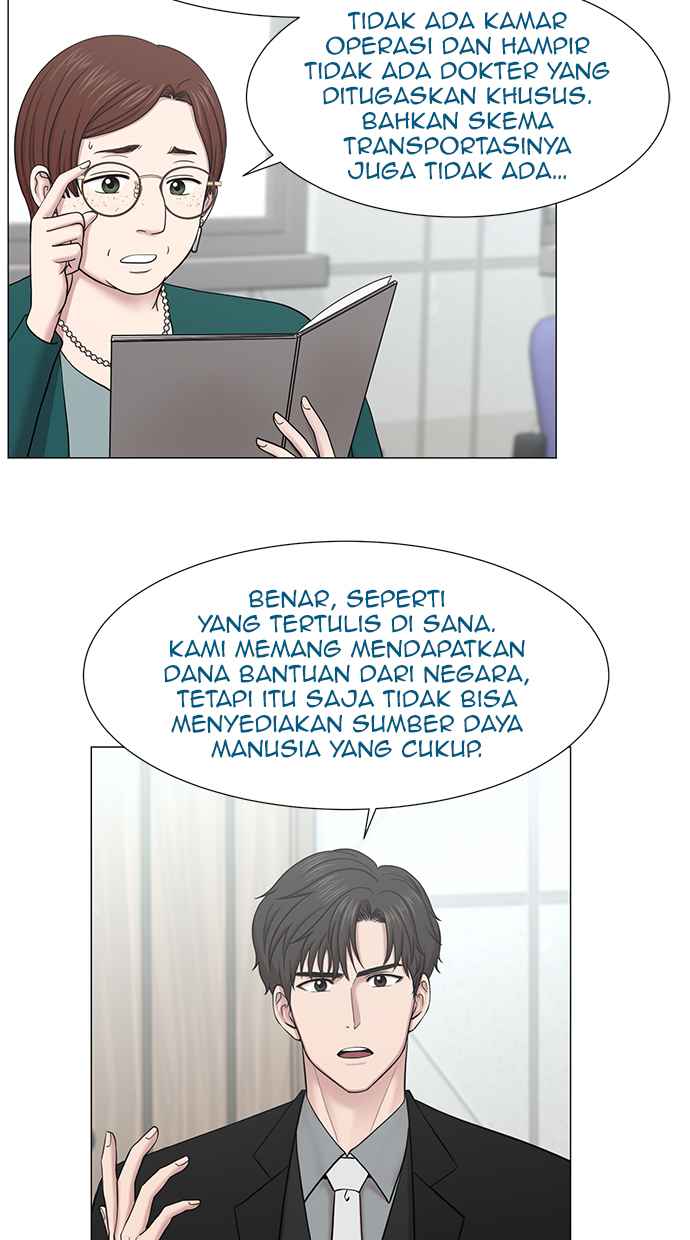 TIDAK ADA KAMAR
OPERASI DAN HAMPIR
TIDAK ADA DOKTER YANG
DITUGASKAN KHUSUS.
BAHKAN SKEMA
TRANSPORTASINYA
JUGA TIDAK ADA...
BENAR, SEPERTI
YANG TERTULIS DI SANA.
KAMI MEMANG MENDAPATKAN
DANA BANTUAN DARI NEGARA,
TETAPI ITU SAJA TIDAK BISA
MENYEDIAKAN SUMBER DAYA
MANUSIA YANG CUKUP.